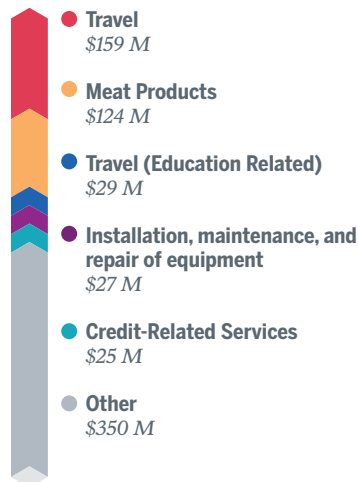 Travel
$159 M
Meat Products
$124 M
Travel (Education Related)
$29 M
Installation, maintenance, and
repair of equipment
$27 M
Credit-Related Services
$25 M
Other
$350 M